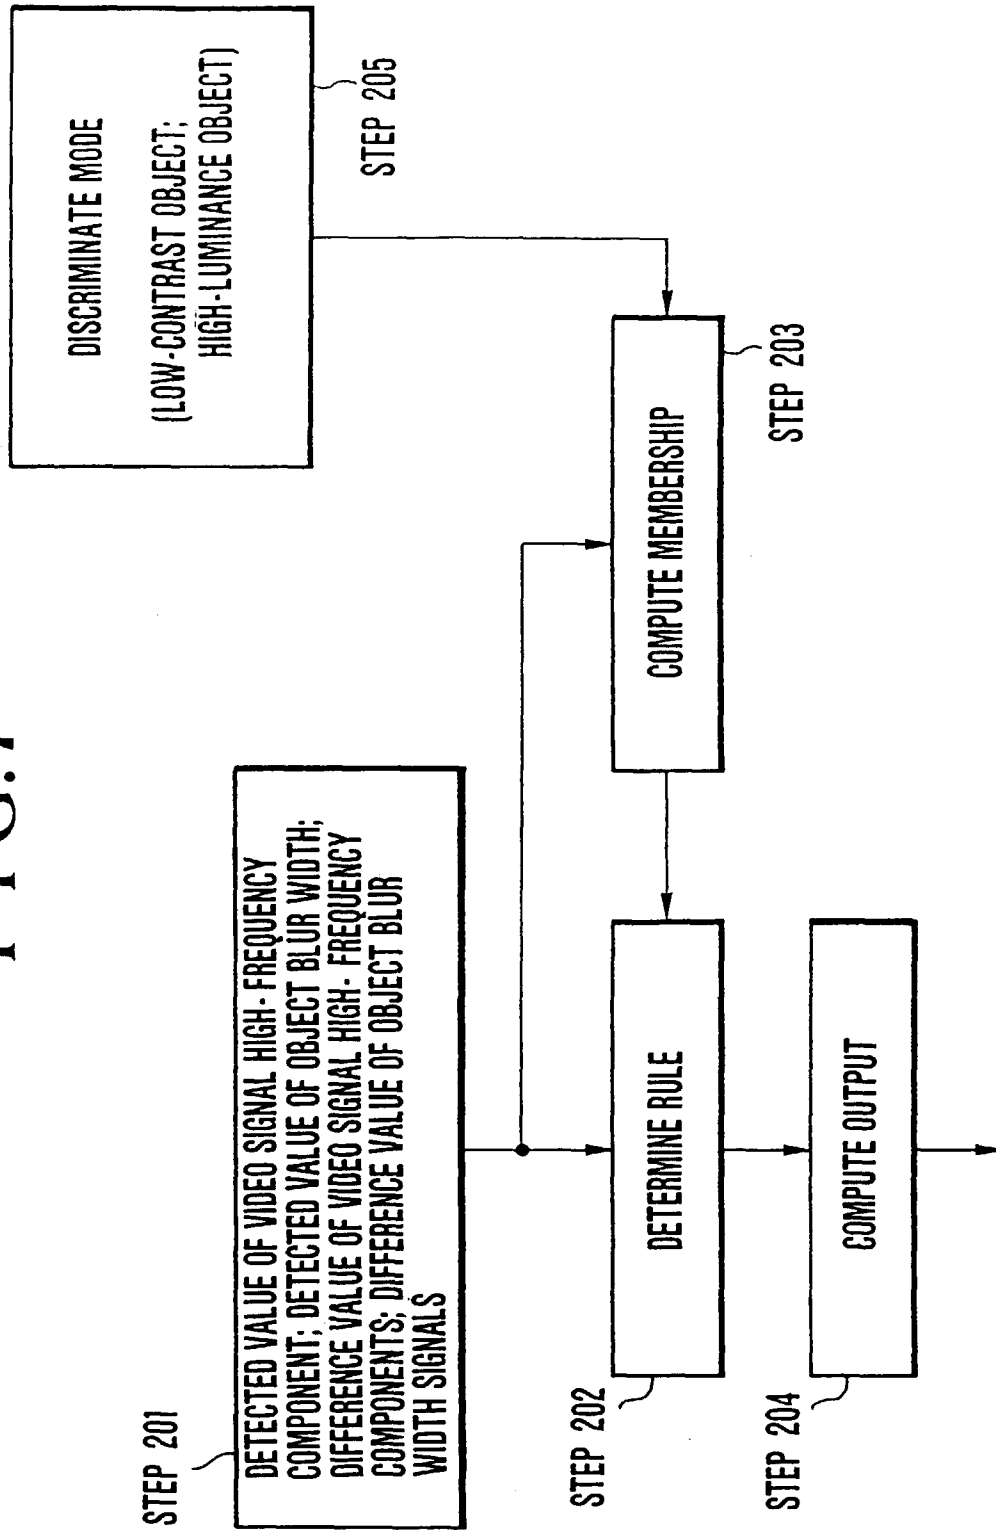 STEP 201
DETECTED VALUE OF VIDEO SIGNAL HIGH-FREQUENCY
COMPONENT; DETECTED VALUE OF OBJECT BLUR WIDTH;
DIFFERENCE VALUE OF VIDEO SIGNAL HIGH- FREQUENCY
COMPONENTS; DIFFERENCE VALUE OF OBJECT BLUR
WIDTH SIGNALS
DISCRIMINATE MODE
(LOW-CONTRAST OBJECT;
HIGH-LUMINANCE OBJECT)
STEP 205
STEP 202
DETERMINE RULE
COMPUTE MEMBERSHIP
STEP 203
STEP 204
COMPUTE OUTPUT